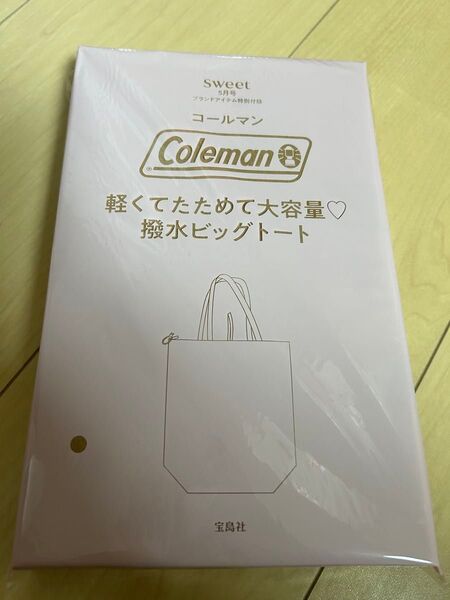 sweet
5月号
ブランドアイテム特別付録
コールマン
Coleman
®
軽くてたためて大容量♡
撥水ビッグトート
宝島社